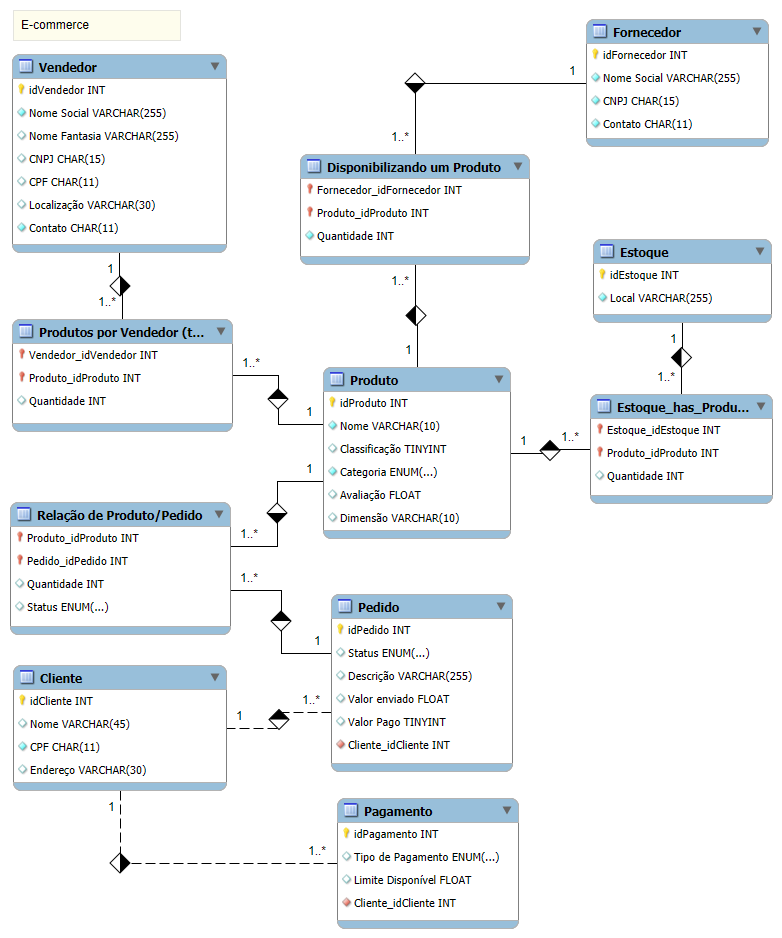 E-commerce
Vendedor
idVendedor INT
Nome Social VARCHAR(255)
Nome Fantasia VARCHAR(255)
CNPJ CHAR(15)
CPF CHAR(11)
Localização VARCHAR(30)
Contato CHAR(11)
1
1..*
Fornecedor
idFornecedor INT
Nome Social VARCHAR(255)
CNPJ CHAR(15)
Contato CHAR(11)
1
1..*
Disponibilizando um Produto
Fornecedor_idFornecedor INT
Produto_idProduto INT
Quantidade INT
1..*
1
Estoque
idEstoque INT
Local VARCHAR(255)
1
1..*
Produtos por Vendedor (t...
Vendedor_idVendedor INT
Produto_idProduto INT
Quantidade INT
1..*
1
Produto
idProduto INT
Nome VARCHAR(10)
Classificação TINYINT
Categoria ENUM(...)
Avaliação FLOAT
Dimensão VARCHAR(10)
1
1..*
Estoque_has_Produ...
Estoque_idEstoque INT
Produto_idProduto INT
Quantidade INT
1
1..*
Relação de Produto/Pedido
Produto_idProduto INT
Pedido_idPedido INT
Quantidade INT
Status ENUM(...)
1..*
1
Pedido
idPedido INT
Status ENUM(...)
Descrição VARCHAR(255)
Valor enviado FLOAT
Valor Pago TINYINT
Cliente_idCliente INT
Cliente
idCliente INT
Nome VARCHAR(45)
CPF CHAR(11)
Endereço VARCHAR(30)
1
1..*
1
1..*
Pagamento
idPagamento INT
Tipo de Pagamento ENUM(...)
Limite Disponível FLOAT
Cliente_idCliente INT